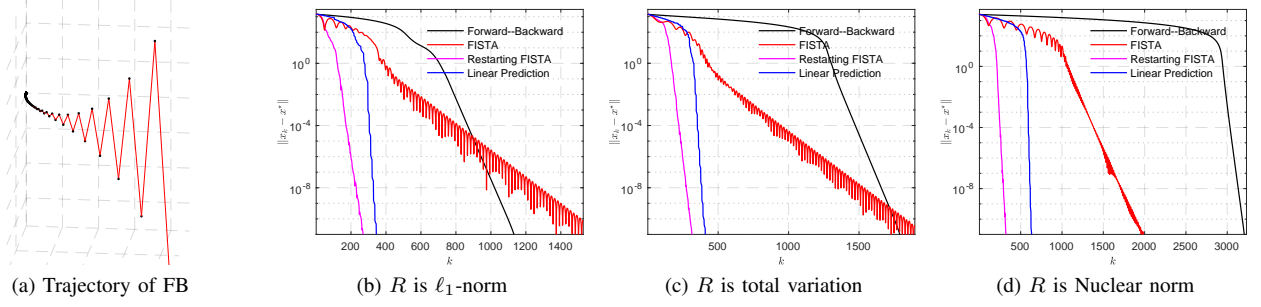 Forward--Backward
FISTA
Restarting FISTA
Linear Prediction
10^0
10^-4
10^-8
||x_k − x*||
200 400 600 800 1000 1200 1400
k
Forward--Backward
FISTA
Restarting FISTA
Linear Prediction
10^0
10^-4
10^-8
||x_k − x*||
500 1000 1500
k
Forward--Backward
FISTA
Restarting FISTA
Linear Prediction
10^0
10^-4
10^-8
||x_k − x*||
500 1000 1500 2000 2500 3000
k
(a) Trajectory of FB
(b) R is ℓ1-norm
(c) R is total variation
(d) R is Nuclear norm